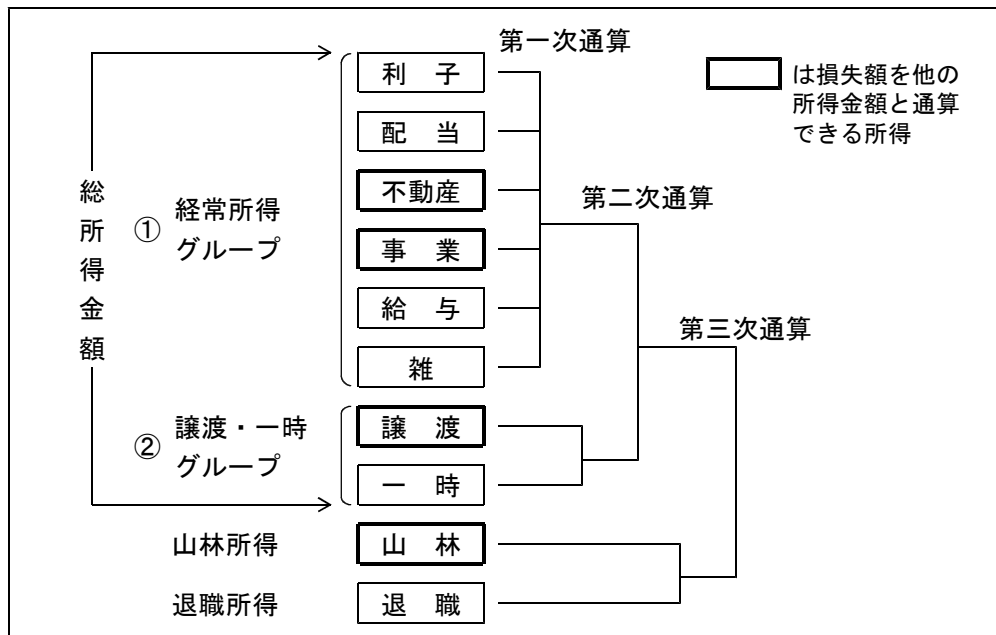 第一次通算
利 子
配 当
不動産
事 業
給 与
雑
譲 渡
一 時
山 林
退 職
は損失額を他の
所得金額と通算
できる所得
第二次通算
第三次通算
総所得金額
① 経常所得
グループ
② 譲渡・一時
グループ
山林所得
退職所得